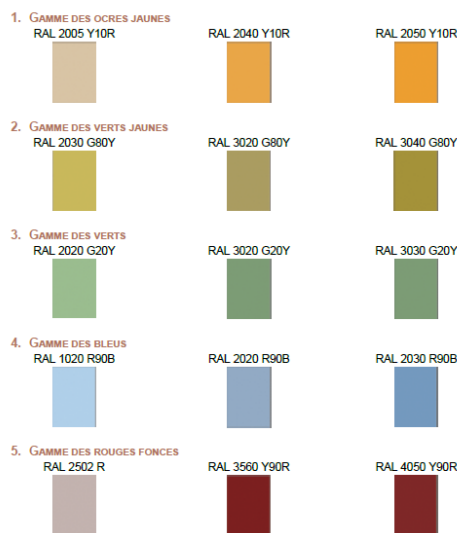 1. GAMME DES OCRES JAUNES
RAL 2005 Y10R RAL 2040 Y10R RAL 2050 Y10R
2. GAMME DES VERTS JAUNES
RAL 2030 G80Y RAL 3020 G80Y RAL 3040 G80Y
3. GAMME DES VERTS
RAL 2020 G20Y RAL 3020 G20Y RAL 3030 G20Y
4. GAMME DES BLEUS
RAL 1020 R90B RAL 2020 R90B RAL 2030 R90B
5. GAMME DES ROUGES FONCES
RAL 2502 R RAL 3560 Y90R RAL 4050 Y90R